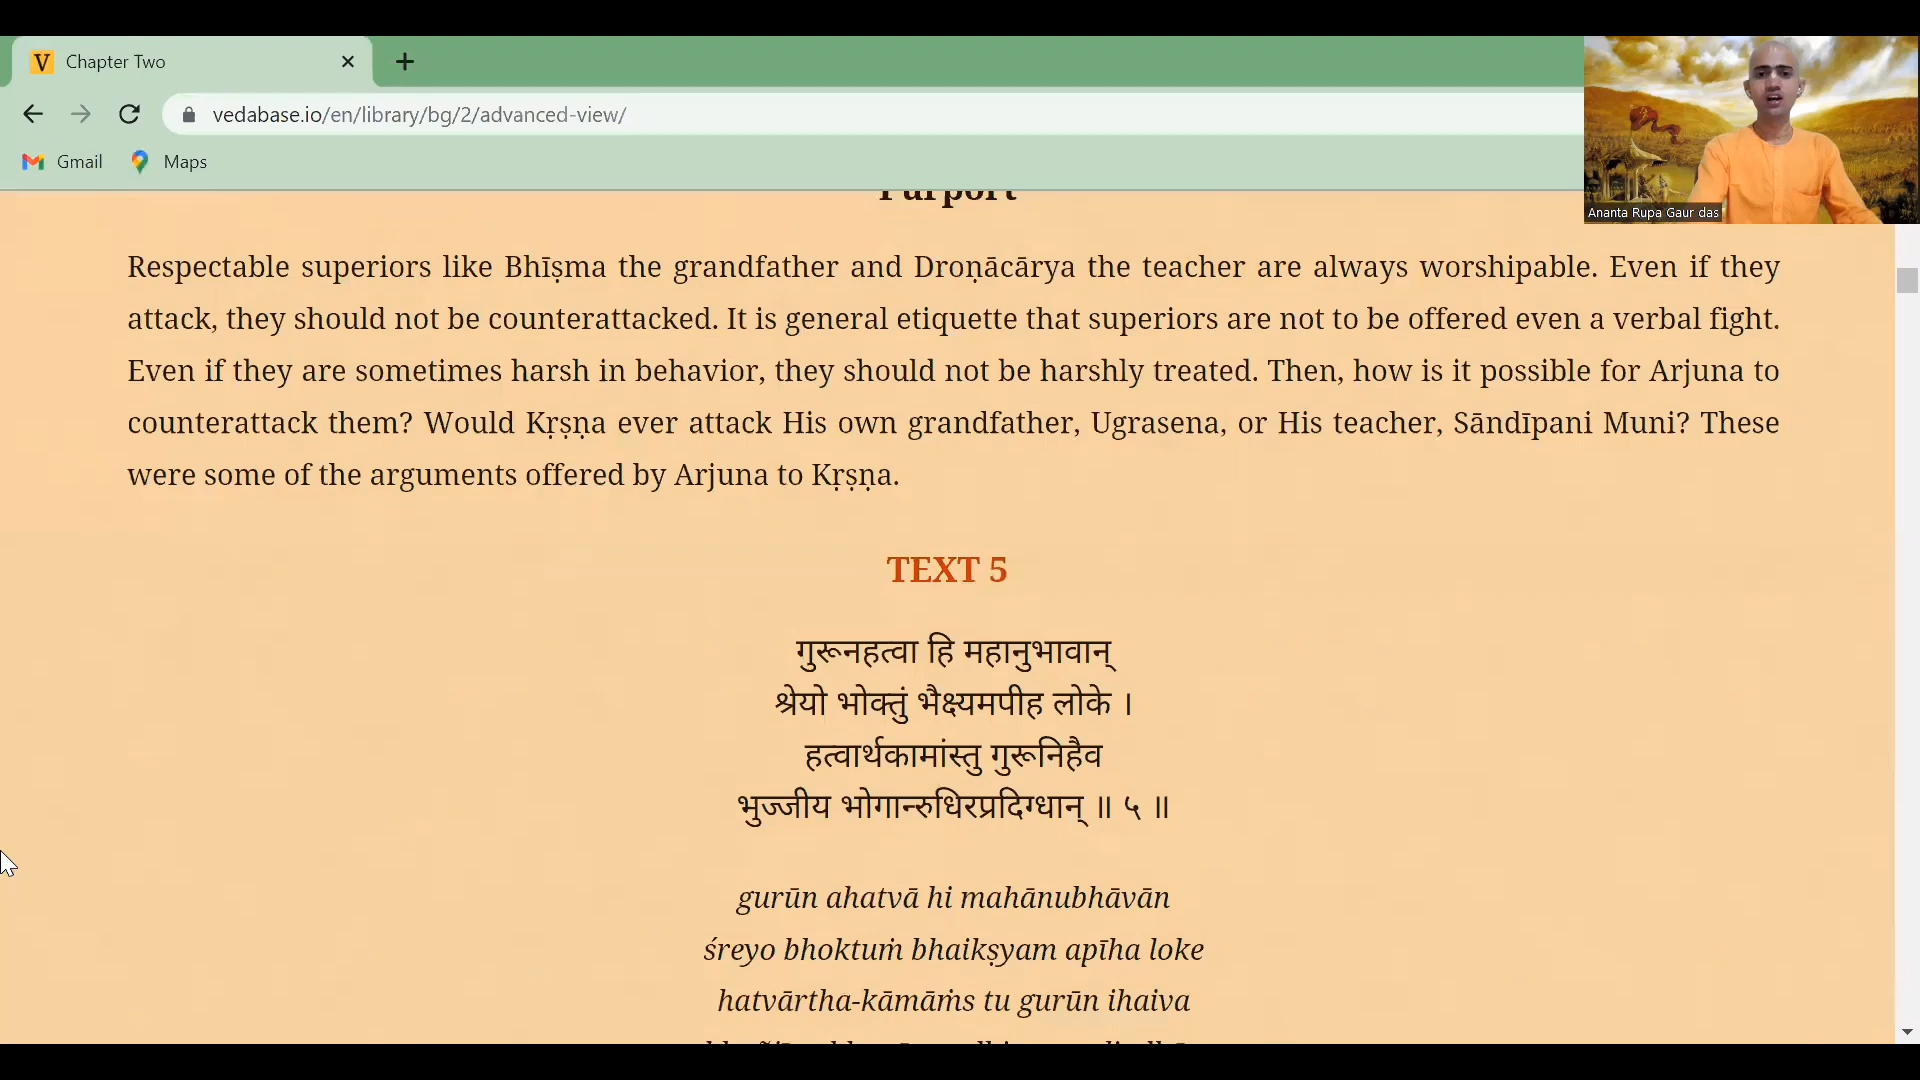 V Chapter Two
vedabase.io/en/library/bg/2/advanced-view/
Gmail Maps
Ananta Rupa Gaur das
Purport
Respectable superiors like Bhīṣma the grandfather and Droṇācārya the teacher are always worshipable. Even if they
attack, they should not be counterattacked. It is general etiquette that superiors are not to be offered even a verbal fight.
Even if they are sometimes harsh in behavior, they should not be harshly treated. Then, how is it possible for Arjuna to
counterattack them? Would Kṛṣṇa ever attack His own grandfather, Ugrasena, or His teacher, Sāndīpani Muni? These
were some of the arguments offered by Arjuna to Kṛṣṇa.
TEXT 5
गुरूनहत्वा हि महानुभावान्
श्रेयो भोक्तुं भैक्ष्यमपीह लोके ।
हत्वार्थकामांस्तु गुरूनिहैव
भुज्जीय भोगान्रुधिरप्रदिग्धान् ॥ ५ ॥
gurūn ahatvā hi mahānubhāvān
śreyo bhoktuṁ bhaikṣyam apīha loke
hatvārtha-kāmāṁs tu gurūn ihaiva